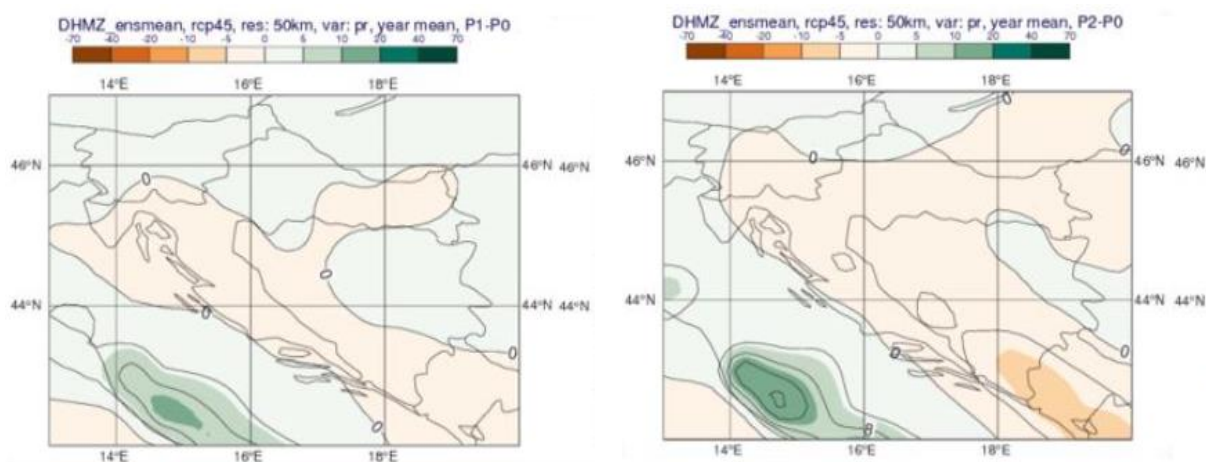 DHMZ_ensmean, rcp45, res: 50km, var: pr, year mean, P1-P0
-70 -40 -20 -10 -5 0 5 10 20 40 70
14°E 16°E 18°E
46°N 46°N
0
0
44°N 44°N
0
0
0
14°E 16°E 18°E
DHMZ_ensmean, rcp45, res: 50km, var: pr, year mean, P2-P0
-70 -40 -20 -10 -5 0 5 10 20 40 70
14°E 16°E 18°E
0
0
0
46°N 46°N
44°N 44°N
0
0
8
14°E 16°E 18°E